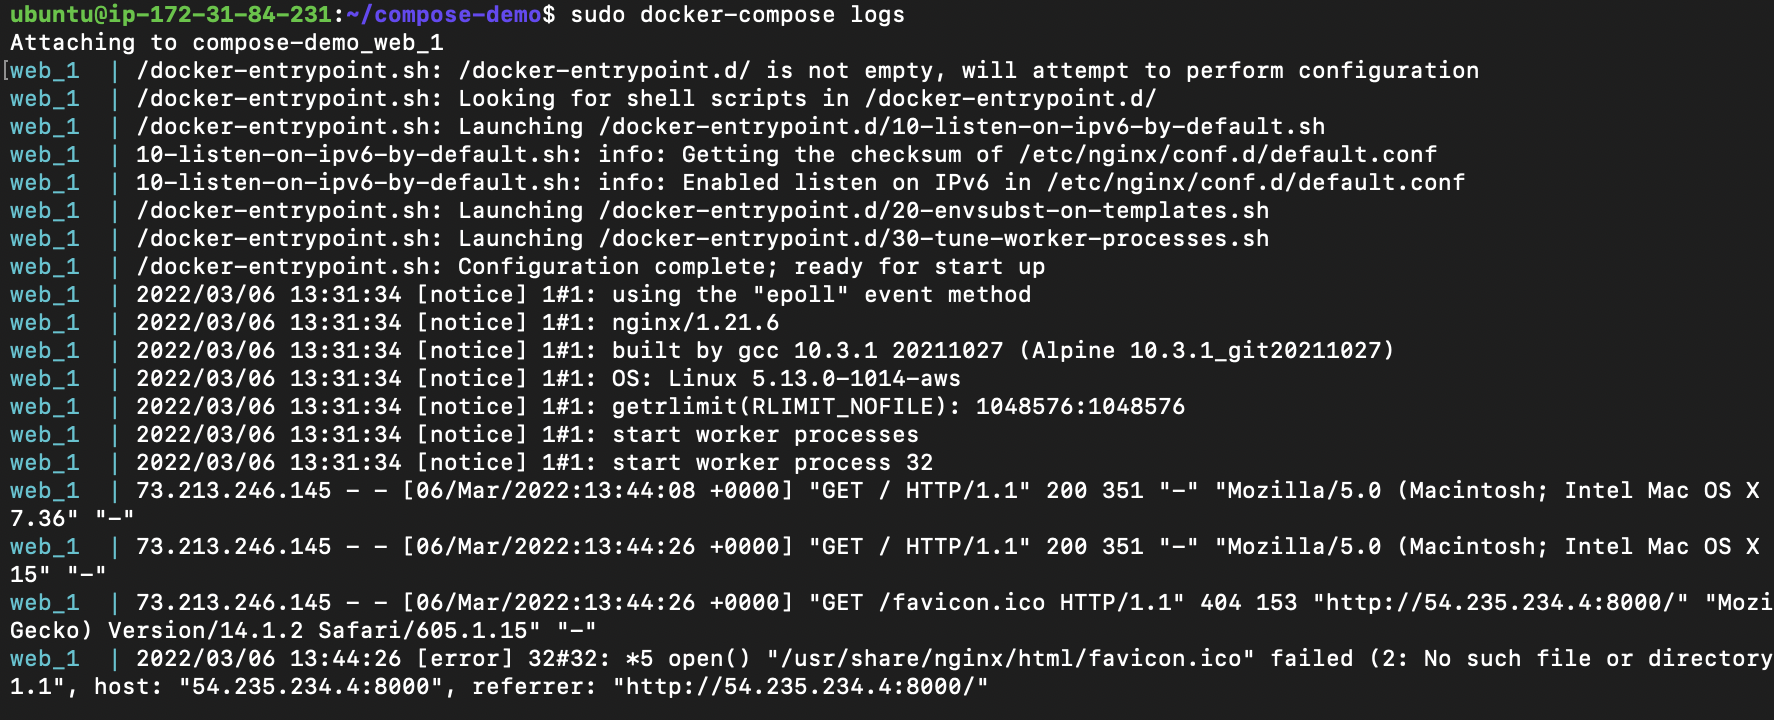 ubuntu@ip-172-31-84-231:~/compose-demo$ sudo docker-compose logs
Attaching to compose-demo_web_1
web_1  | /docker-entrypoint.sh: /docker-entrypoint.d/ is not empty, will attempt to perform configuration
web_1  | /docker-entrypoint.sh: Looking for shell scripts in /docker-entrypoint.d/
web_1  | /docker-entrypoint.sh: Launching /docker-entrypoint.d/10-listen-on-ipv6-by-default.sh
web_1  | 10-listen-on-ipv6-by-default.sh: info: Getting the checksum of /etc/nginx/conf.d/default.conf
web_1  | 10-listen-on-ipv6-by-default.sh: info: Enabled listen on IPv6 in /etc/nginx/conf.d/default.conf
web_1  | /docker-entrypoint.sh: Launching /docker-entrypoint.d/20-envsubst-on-templates.sh
web_1  | /docker-entrypoint.sh: Launching /docker-entrypoint.d/30-tune-worker-processes.sh
web_1  | /docker-entrypoint.sh: Configuration complete; ready for start up
web_1  | 2022/03/06 13:31:34 [notice] 1#1: using the "epoll" event method
web_1  | 2022/03/06 13:31:34 [notice] 1#1: nginx/1.21.6
web_1  | 2022/03/06 13:31:34 [notice] 1#1: built by gcc 10.3.1 20211027 (Alpine 10.3.1_git20211027)
web_1  | 2022/03/06 13:31:34 [notice] 1#1: OS: Linux 5.13.0-1014-aws
web_1  | 2022/03/06 13:31:34 [notice] 1#1: getrlimit(RLIMIT_NOFILE): 1048576:1048576
web_1  | 2022/03/06 13:31:34 [notice] 1#1: start worker processes
web_1  | 2022/03/06 13:31:34 [notice] 1#1: start worker process 32
web_1  | 73.213.246.145 - - [06/Mar/2022:13:44:08 +0000] "GET / HTTP/1.1" 200 351 "-" "Mozilla/5.0 (Macintosh; Intel Mac OS X
7.36" "-"
web_1  | 73.213.246.145 - - [06/Mar/2022:13:44:26 +0000] "GET / HTTP/1.1" 200 351 "-" "Mozilla/5.0 (Macintosh; Intel Mac OS X
15" "-"
web_1  | 73.213.246.145 - - [06/Mar/2022:13:44:26 +0000] "GET /favicon.ico HTTP/1.1" 404 153 "http://54.235.234.4:8000/" "Mozi
Gecko) Version/14.1.2 Safari/605.1.15" "-"
web_1  | 2022/03/06 13:44:26 [error] 32#32: *5 open() "/usr/share/nginx/html/favicon.ico" failed (2: No such file or directory
1.1", host: "54.235.234.4:8000", referrer: "http://54.235.234.4:8000/"